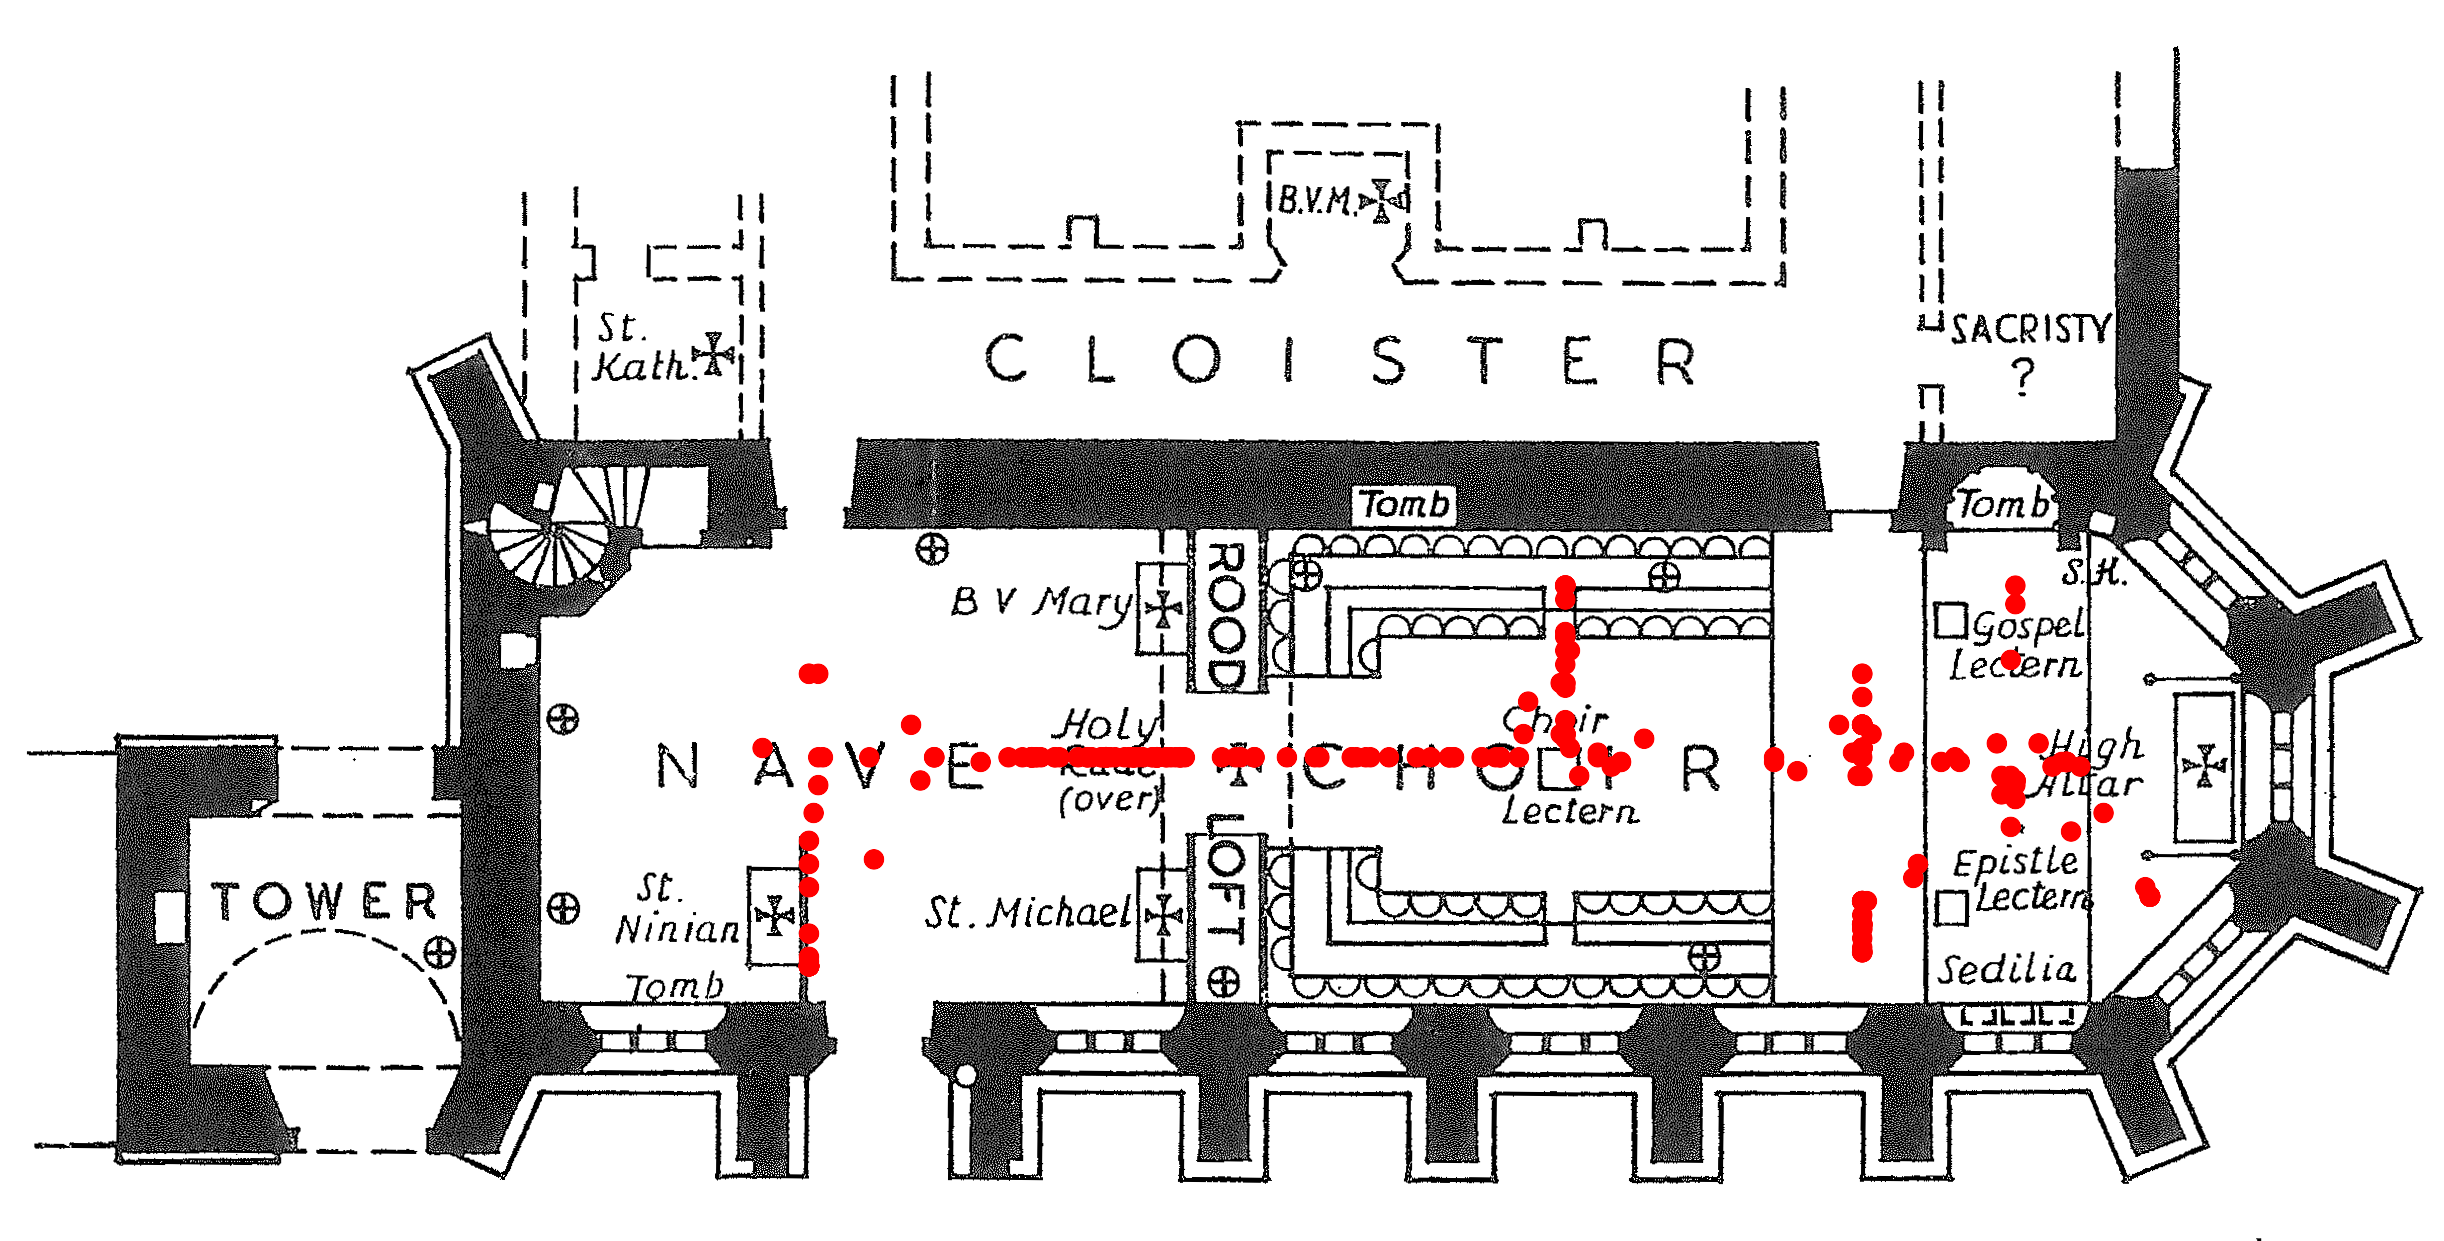 B.V.M.
St.
Kath.
CLOISTER
SACRISTY
?
Tomb
Tomb
ROOD
S.H.
B V Mary
Gospel
Lectern
Holy
Rude
(over)
NAVE
CHOIR
Choir
Lectern
High
Altar
LOFT
TOWER
St.
Ninian
St. Michael
Epistle
Lectern
Tomb
Sedilia